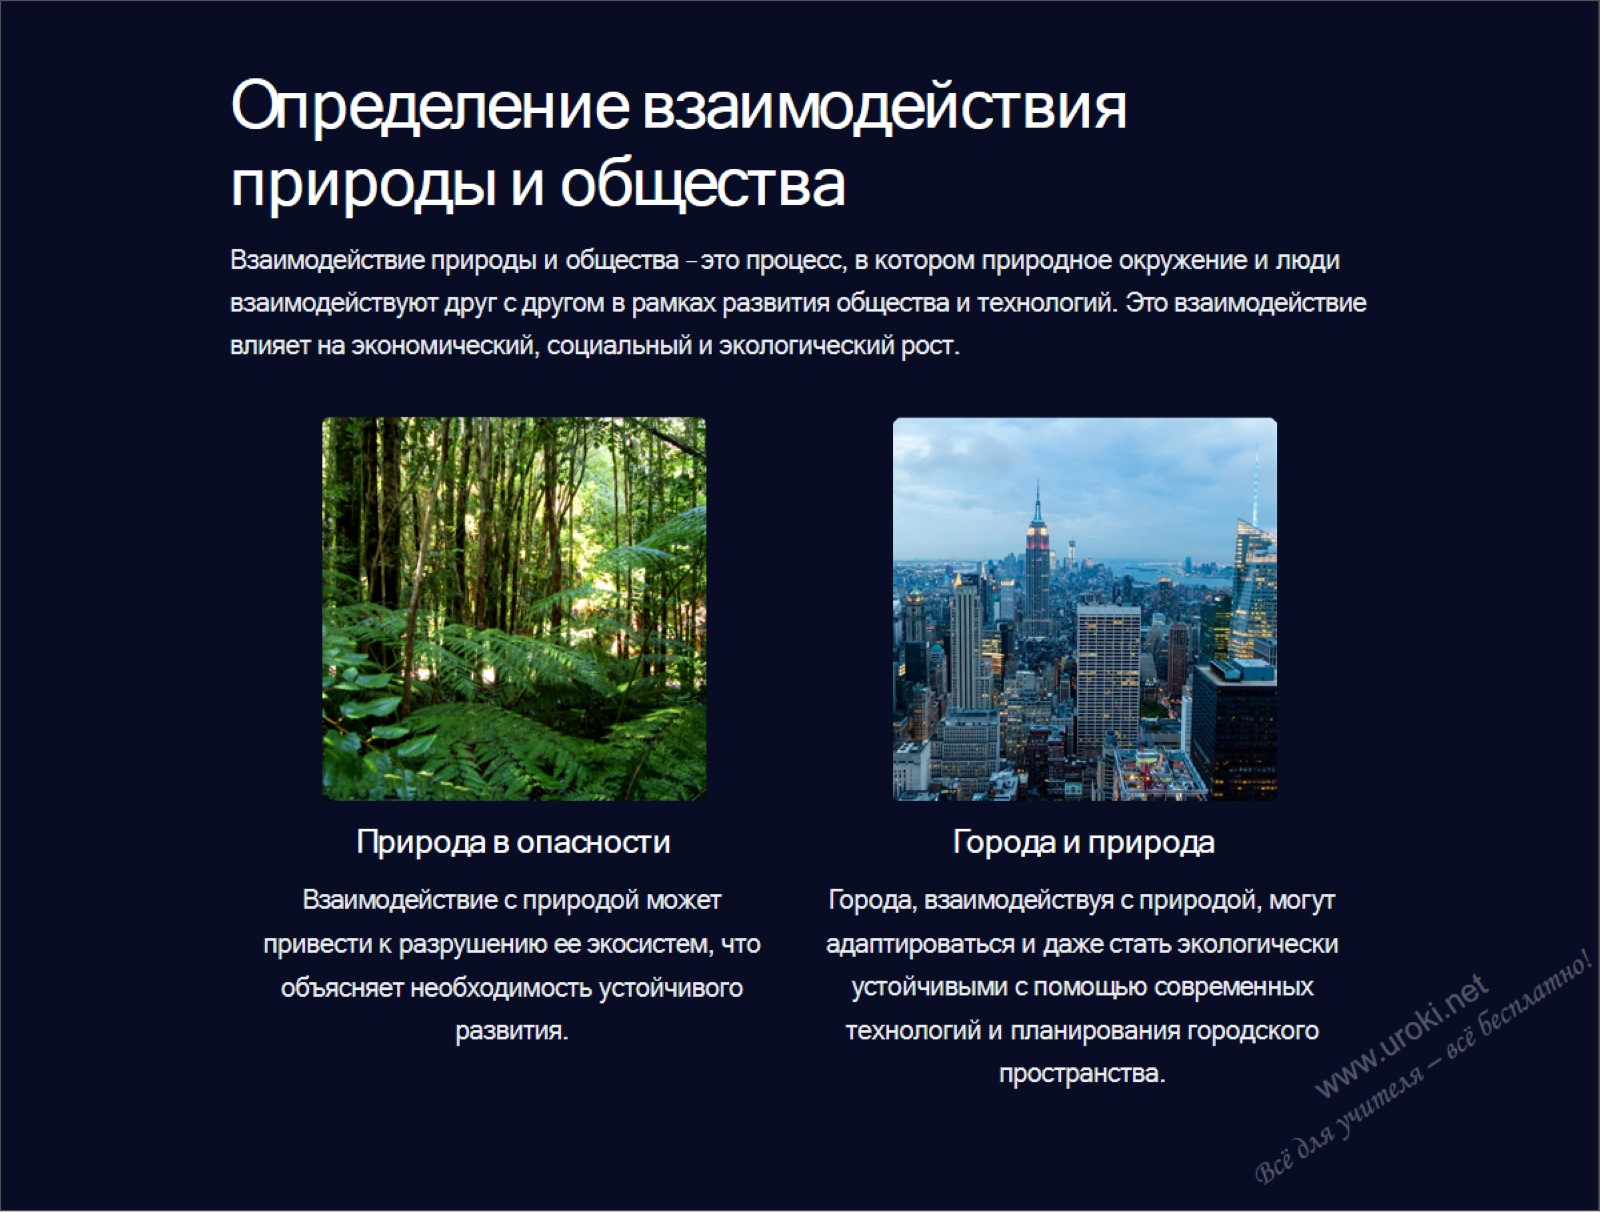 Определение взаимодействия
природы и общества
Взаимодействие природы и общества – это процесс, в котором природное окружение и люди
взаимодействуют друг с другом в рамках развития общества и технологий. Это взаимодействие
влияет на экономический, социальный и экологический рост.
Природа в опасности
Взаимодействие с природой может
привести к разрушению ее экосистем, что
объясняет необходимость устойчивого
развития.
Города и природа
Города, взаимодействуя с природой, могут
адаптироваться и даже стать экологически
устойчивыми с помощью современных
технологий и планирования городского
пространства.
www.uroki.net
Всё для учителя – всё бесплатно!